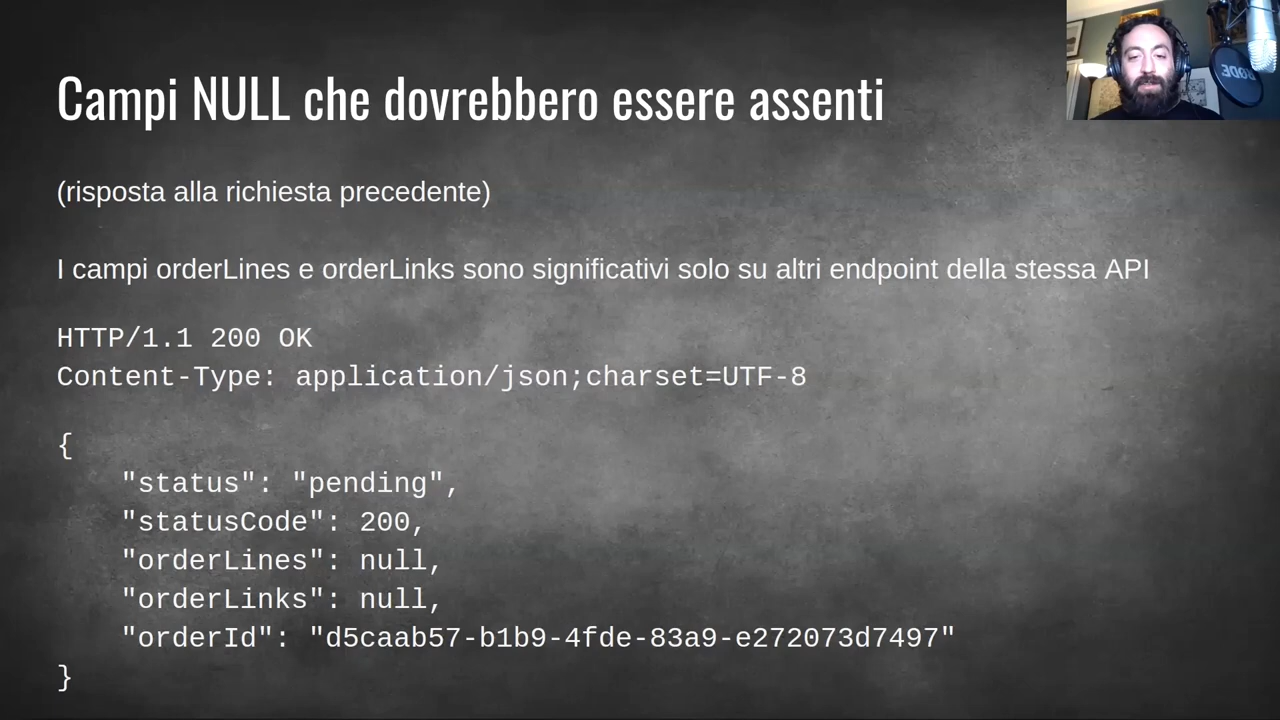 Campi NULL che dovrebbero essere assenti
(risposta alla richiesta precedente)
I campi orderLines e orderLinks sono significativi solo su altri endpoint della stessa API
HTTP/1.1 200 OK
Content-Type: application/json;charset=UTF-8
{
    "status": "pending",
    "statusCode": 200,
    "orderLines": null,
    "orderLinks": null,
    "orderId": "d5caab57-b1b9-4fde-83a9-e272073d7497"
}
RØDE